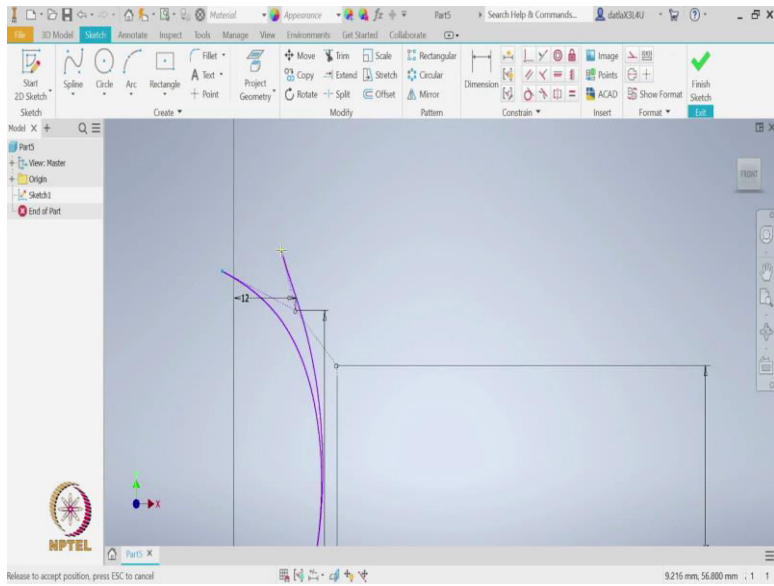 Material Appearance Part5 Search Help & Commands... datlaX3L4U
File 3D Model Sketch Annotate Inspect Tools Manage View Environments Get Started Collaborate
Start 2D Sketch Spline Circle Arc Rectangle Fillet Text Point Project Geometry Move Copy Rotate Trim Extend Split Scale Stretch Offset Rectangular Circular Mirror Dimension Image Points ACAD Show Format Finish Sketch
Sketch Create Modify Pattern Constrain Insert Format Exit
Model
Part5
View: Master
Origin
Sketch1
End of Part
FRONT
12
Y
X
NPTEL
Part5
Release to accept position, press ESC to cancel 9.216 mm, 56.800 mm 1 1